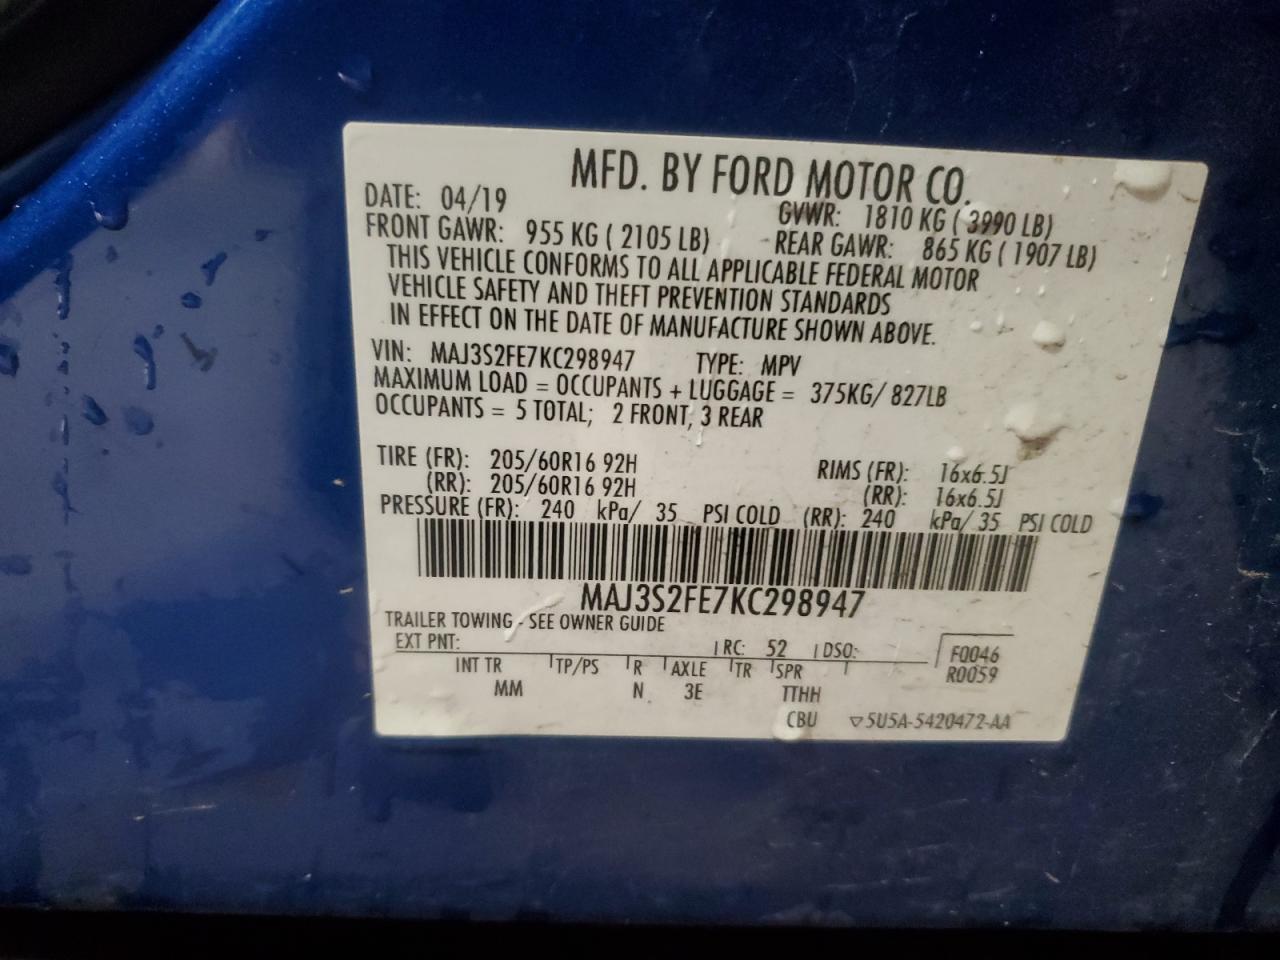 MFD. BY FORD MOTOR CO.
DATE: 04/19 GVWR: 1810 KG ( 3990 LB)
FRONT GAWR: 955 KG ( 2105 LB) REAR GAWR: 865 KG ( 1907 LB)
THIS VEHICLE CONFORMS TO ALL APPLICABLE FEDERAL MOTOR
VEHICLE SAFETY AND THEFT PREVENTION STANDARDS
IN EFFECT ON THE DATE OF MANUFACTURE SHOWN ABOVE.
VIN: MAJ3S2FE7KC298947 TYPE: MPV
MAXIMUM LOAD = OCCUPANTS + LUGGAGE = 375KG/ 827LB
OCCUPANTS = 5 TOTAL; 2 FRONT, 3 REAR
TIRE (FR): 205/60R16 92H RIMS (FR): 16x6.5J
(RR): 205/60R16 92H (RR): 16x6.5J
PRESSURE (FR): 240 kPa/ 35 PSI COLD (RR): 240 kPa/ 35 PSI COLD
MAJ3S2FE7KC298947
TRAILER TOWING - SEE OWNER GUIDE
EXT PNT: RC: 52 DSO: F0046
INT TR TP/PS R AXLE TR SPR R0059
MM N 3E TTHH
CBU ▽5U5A-5420472-AA